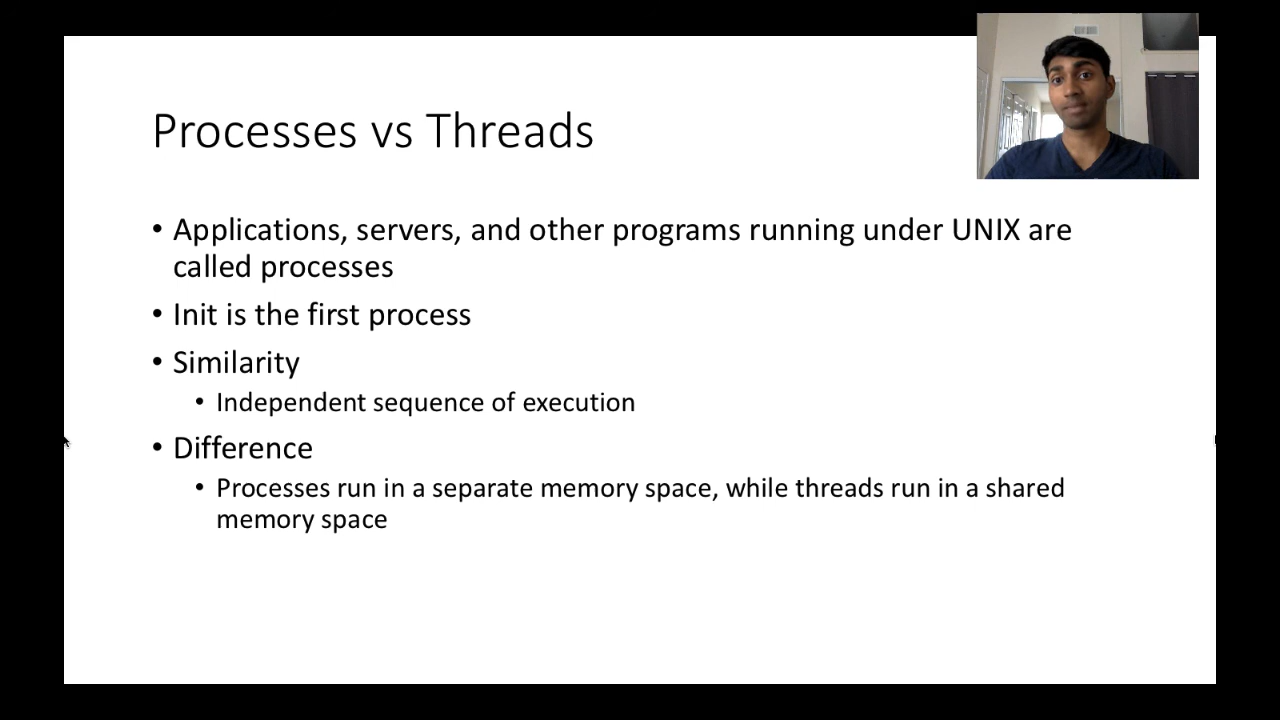 Processes vs Threads
• Applications, servers, and other programs running under UNIX are
called processes
• Init is the first process
• Similarity
• Independent sequence of execution
• Difference
• Processes run in a separate memory space, while threads run in a shared
memory space